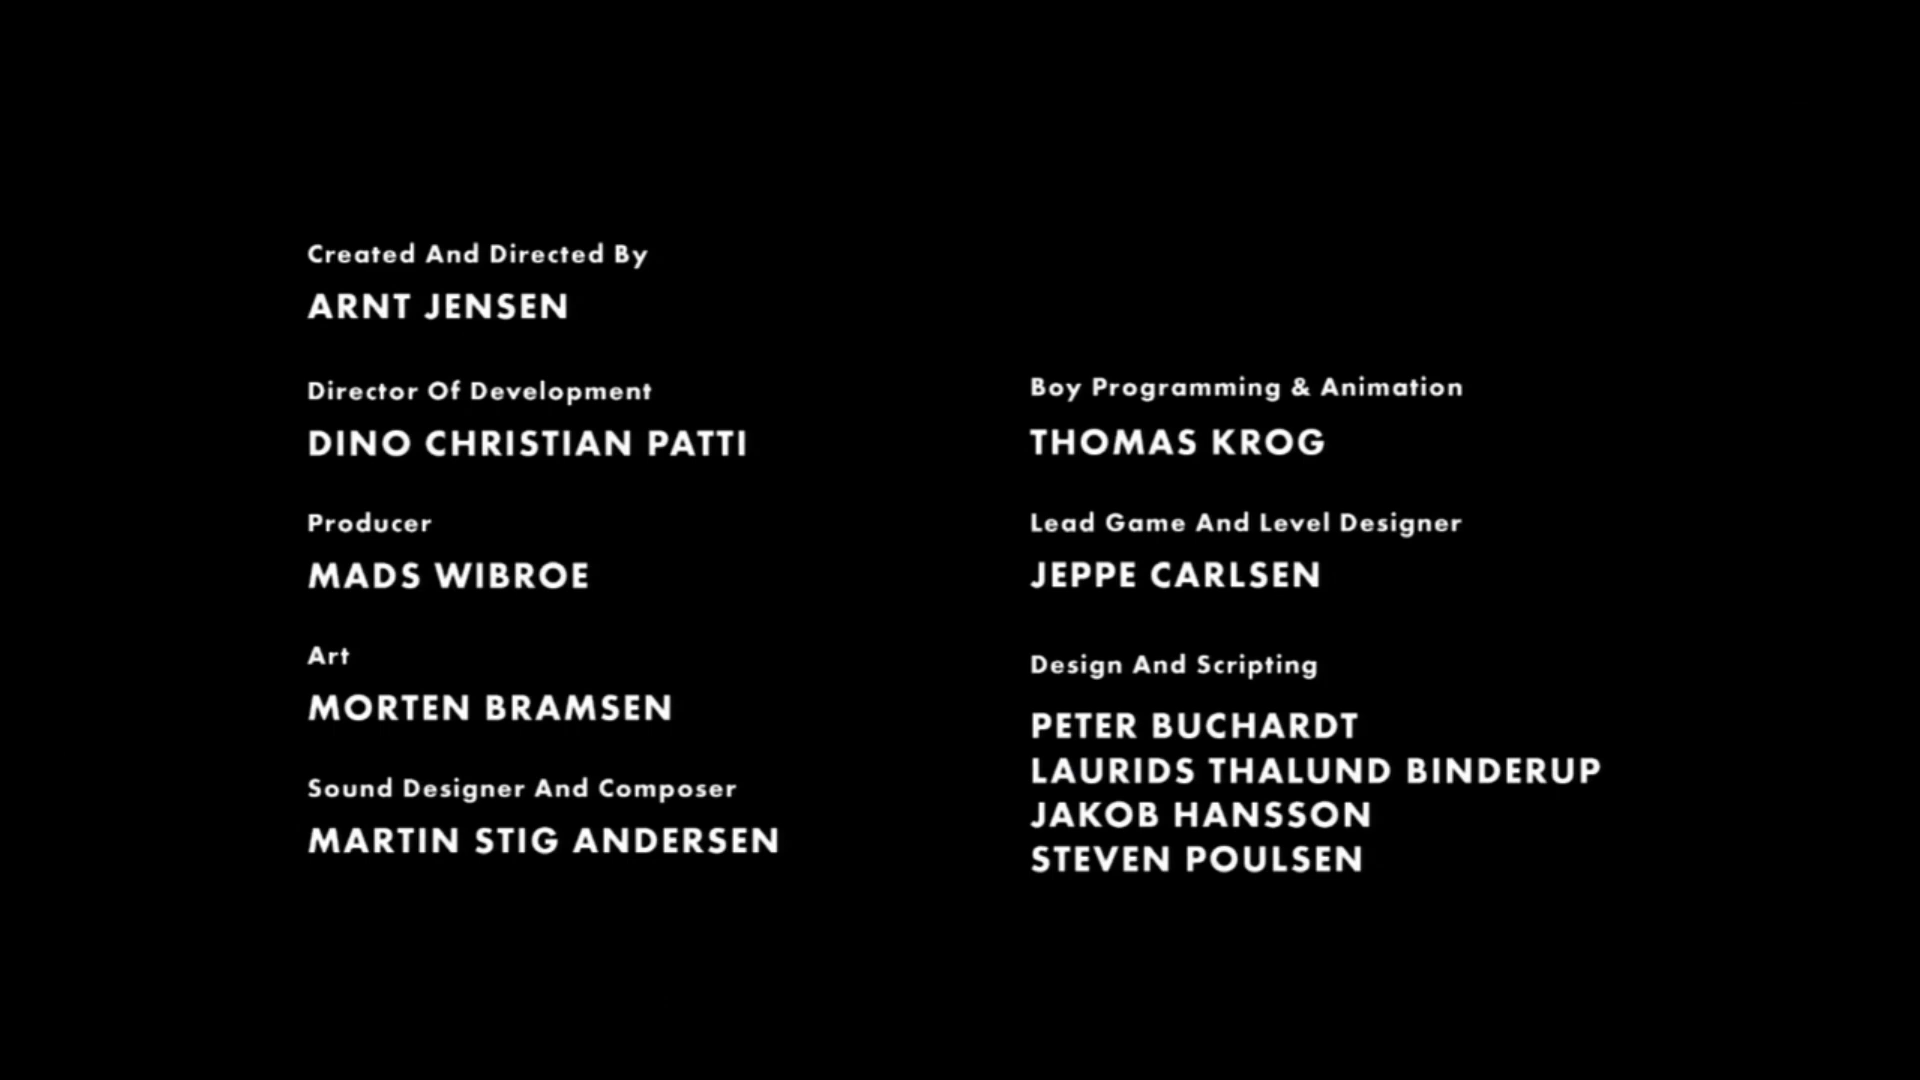 Created And Directed By
ARNT JENSEN
Director Of Development
DINO CHRISTIAN PATTI
Producer
MADS WIBROE
Art
MORTEN BRAMSEN
Sound Designer And Composer
MARTIN STIG ANDERSEN
Boy Programming & Animation
THOMAS KROG
Lead Game And Level Designer
JEPPE CARLSEN
Design And Scripting
PETER BUCHARDT
LAURIDS THALUND BINDERUP
JAKOB HANSSON
STEVEN POULSEN